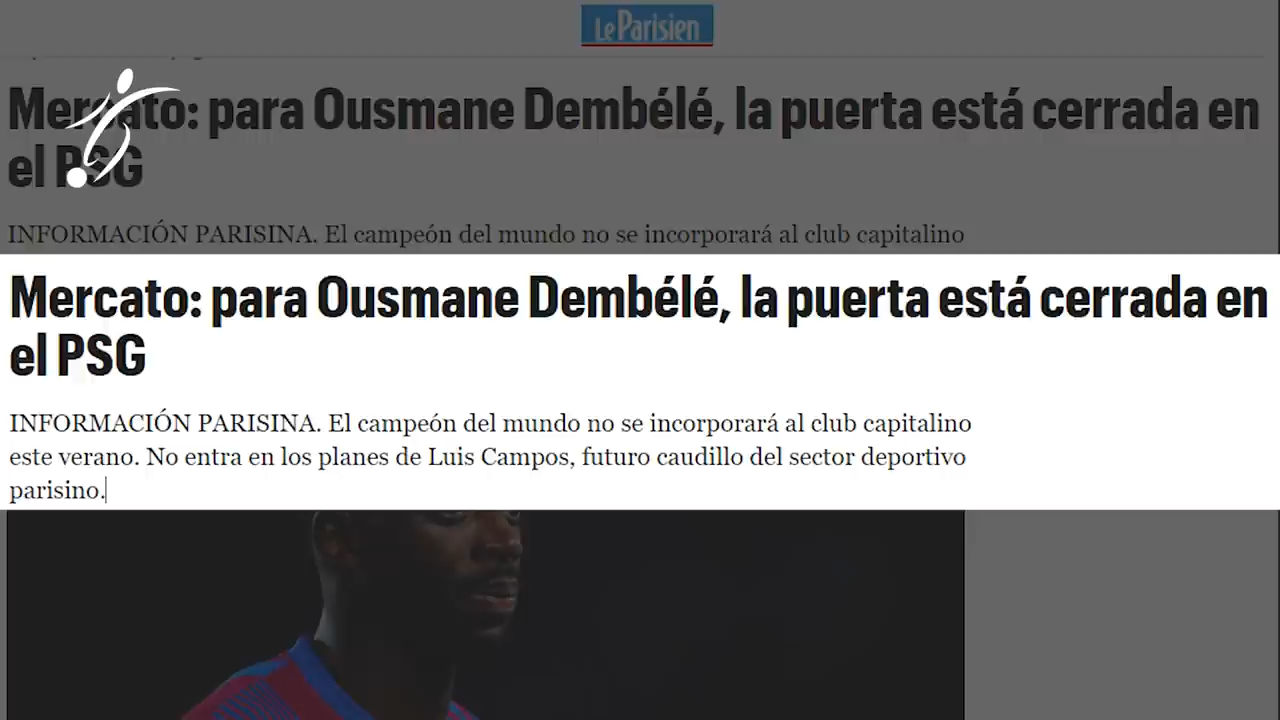 Le Parisien
Mercato: para Ousmane Dembélé, la puerta está cerrada en
el PSG
INFORMACIÓN PARISINA. El campeón del mundo no se incorporará al club capitalino
Mercato: para Ousmane Dembélé, la puerta está cerrada en
el PSG
INFORMACIÓN PARISINA. El campeón del mundo no se incorporará al club capitalino
este verano. No entra en los planes de Luis Campos, futuro caudillo del sector deportivo
parisino.